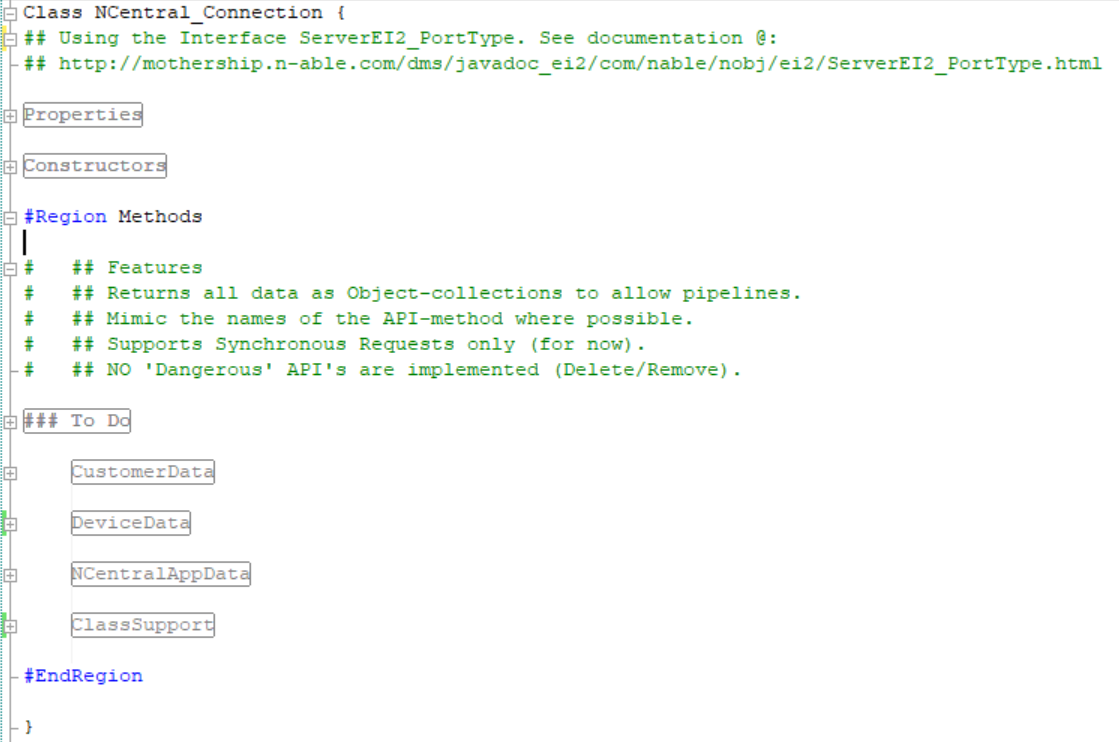 Class NCentral_Connection {
## Using the Interface ServerEI2_PortType. See documentation @:
## http://mothership.n-able.com/dms/javadoc_ei2/com/nable/nobj/ei2/ServerEI2_PortType.html
Properties
Constructors
#Region Methods
#   ## Features
#   ## Returns all data as Object-collections to allow pipelines.
#   ## Mimic the names of the API-method where possible.
#   ## Supports Synchronous Requests only (for now).
#   ## NO 'Dangerous' API's are implemented (Delete/Remove).
### To Do
CustomerData
DeviceData
NCentralAppData
ClassSupport
#EndRegion
}